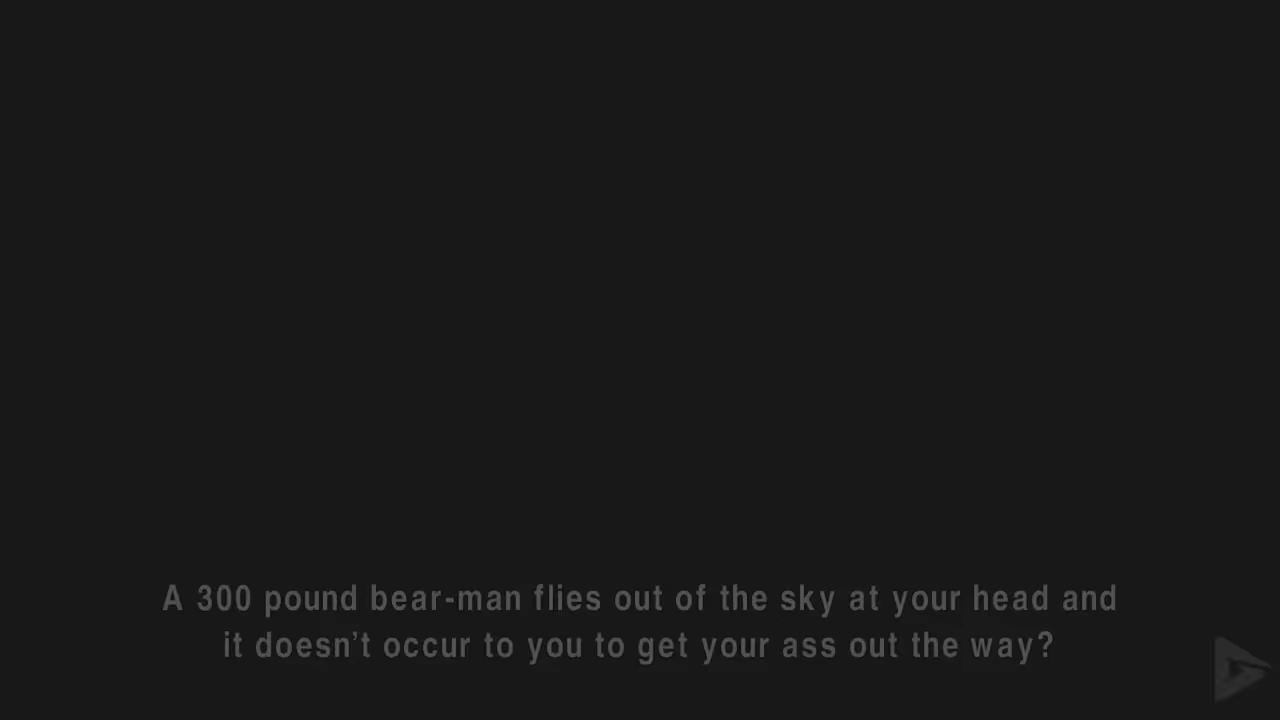 A 300 pound bear-man flies out of the sky at your head and
it doesn’t occur to you to get your ass out the way?